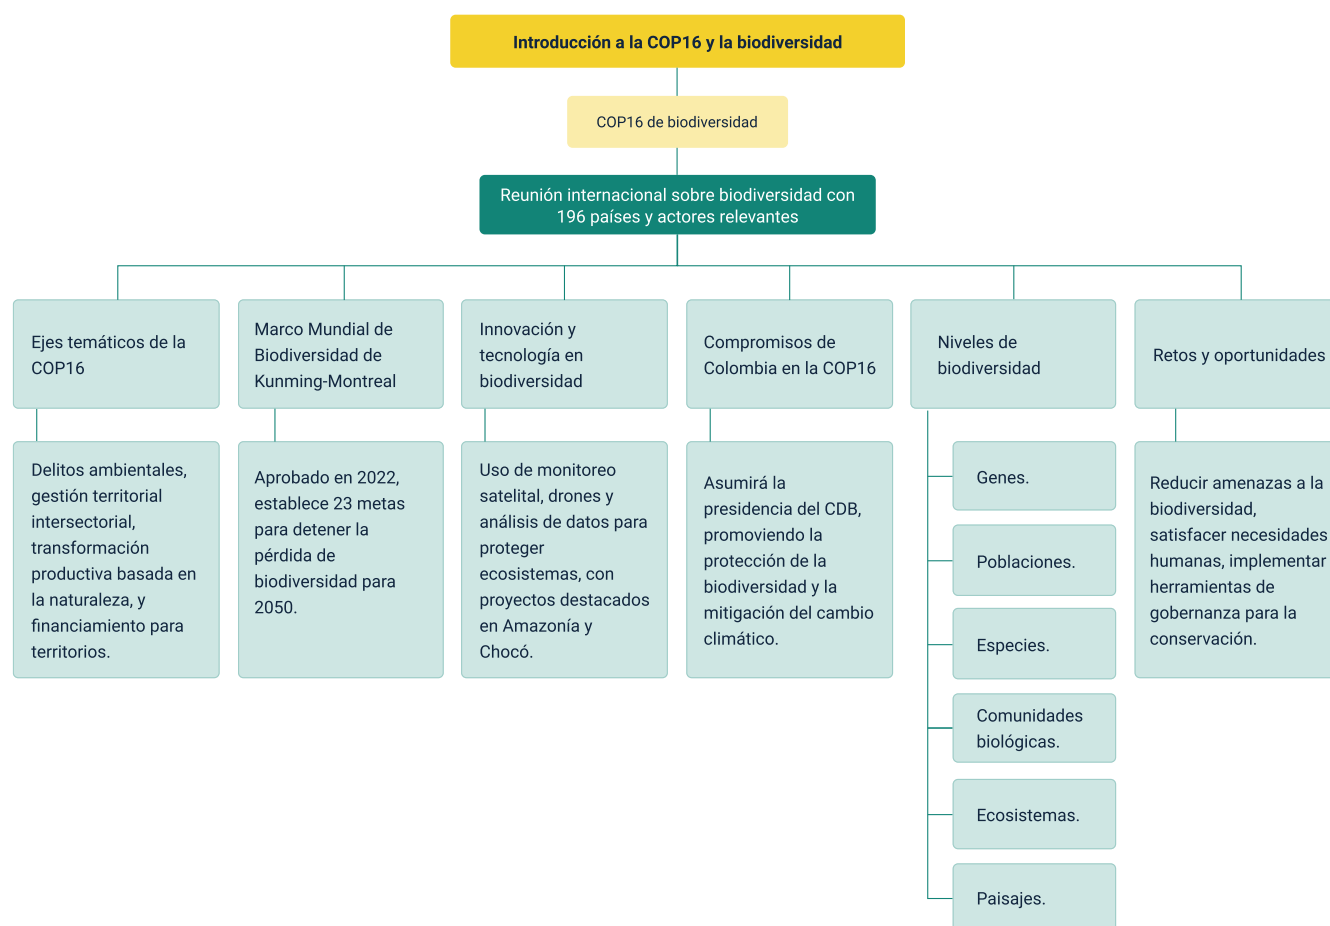 Introducción a la COP16 y la biodiversidad
COP16 de biodiversidad
Reunión internacional sobre biodiversidad con
196 países y actores relevantes
Ejes temáticos de la
COP16
Marco Mundial de
Biodiversidad de
Kunming-Montreal
Innovación y
tecnología en
biodiversidad
Compromisos de
Colombia en la COP16
Niveles de
biodiversidad
Retos y oportunidades
Delitos ambientales,
gestión territorial
intersectorial,
transformación
productiva basada en
la naturaleza, y
financiamiento para
territorios.
Aprobado en 2022,
establece 23 metas
para detener la
pérdida de
biodiversidad para
2050.
Uso de monitoreo
satelital, drones y
análisis de datos para
proteger
ecosistemas, con
proyectos destacados
en Amazonía y
Chocó.
Asumirá la
presidencia del CDB,
promoviendo la
protección de la
biodiversidad y la
mitigación del cambio
climático.
Genes.
Poblaciones.
Especies.
Comunidades
biológicas.
Ecosistemas.
Paisajes.
Reducir amenazas a la
biodiversidad,
satisfacer necesidades
humanas, implementar
herramientas de
gobernanza para la
conservación.